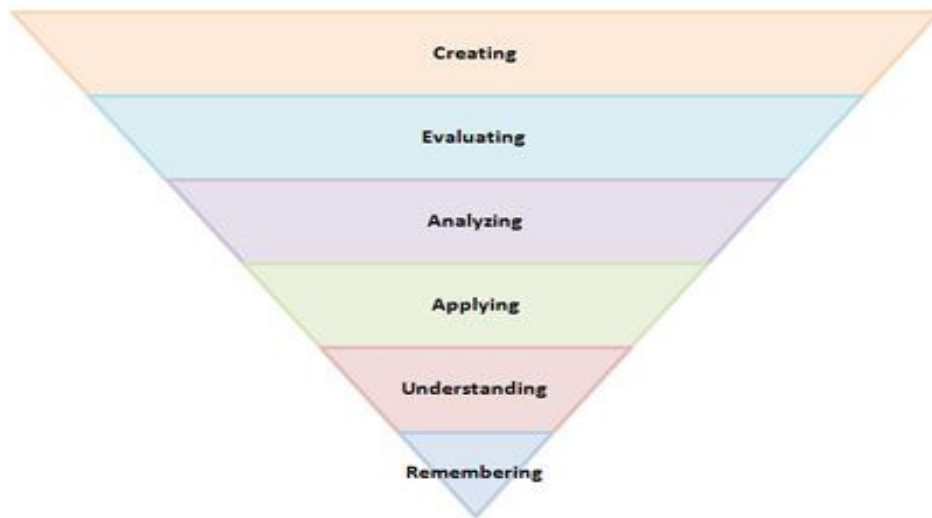 Creating
Evaluating
Analyzing
Applying
Understanding
Remembering